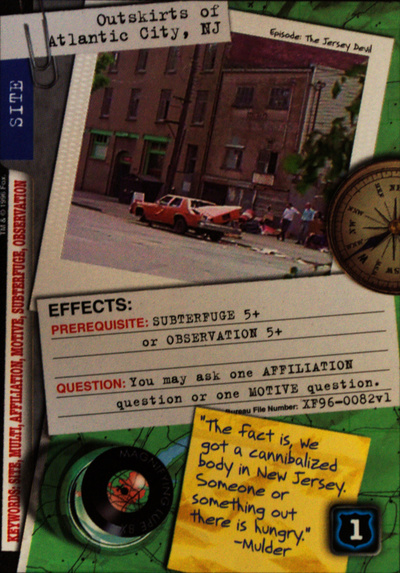 Outskirts of
Atlantic City, NJ
Episode: The Jersey Devil
SITE
TM & © 1996 Fox.
KEYWORDS: SITE, MULTI, AFFILIATION, MOTIVE, SUBTERFUGE, OBSERVATION
EFFECTS:
PREREQUISITE: SUBTERFUGE 5+
or OBSERVATION 5+
QUESTION: You may ask one AFFILIATION
question or one MOTIVE question.
Bureau File Number: XF96-0082v1
"The fact is, we
got a cannibalized
body in New Jersey.
Someone or
something out
there is hungry."
-Mulder
1